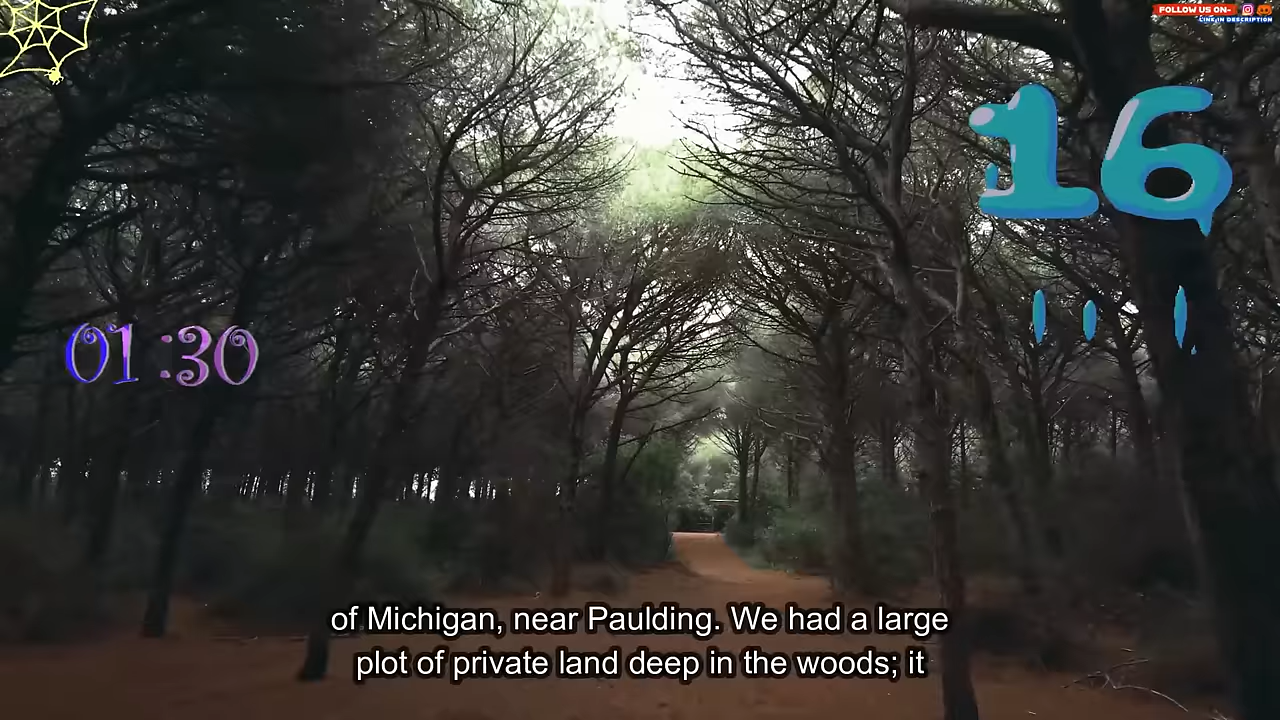 FOLLOW US ON-
LINK IN DESCRIPTION
16
01:30
of Michigan, near Paulding. We had a large
plot of private land deep in the woods; it